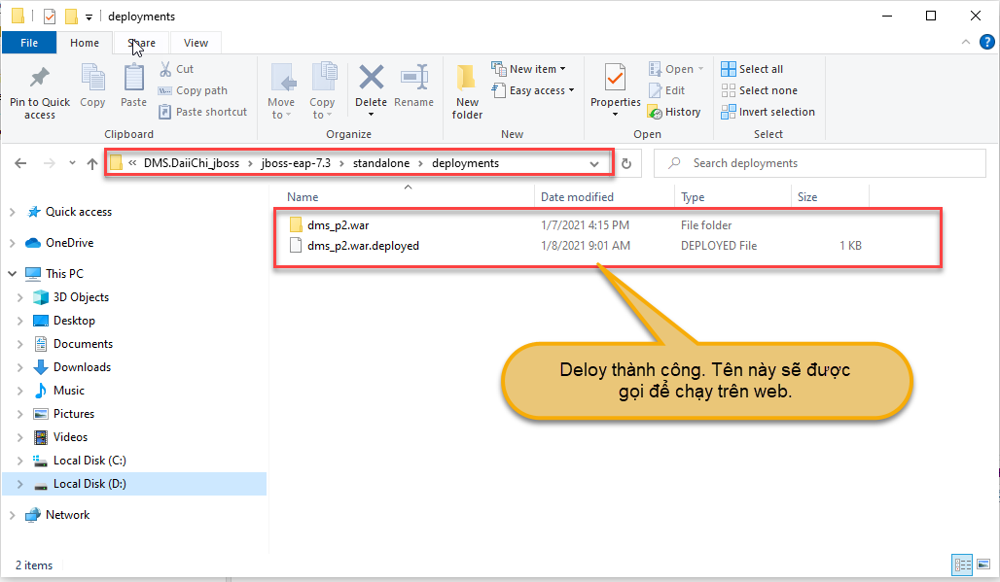 deployments
File
Home
Share
View
Pin to Quick
access
Copy
Paste
Cut
Copy path
Paste shortcut
Clipboard
Move
to
Copy
to
Delete
Rename
Organize
New
folder
New item
Easy access
New
Properties
Open
Edit
History
Open
Select all
Select none
Invert selection
Select
« DMS.DaiiChi_jboss > jboss-eap-7.3 > standalone > deployments
Search deployments
Name Date modified Type Size
dms_p2.war 1/7/2021 4:15 PM File folder
dms_p2.war.deployed 1/8/2021 9:01 AM DEPLOYED File 1 KB
Quick access
OneDrive
This PC
3D Objects
Desktop
Documents
Downloads
Music
Pictures
Videos
Local Disk (C:)
Local Disk (D:)
Network
Deloy thành công. Tên này sẽ được
gọi để chạy trên web.
2 items